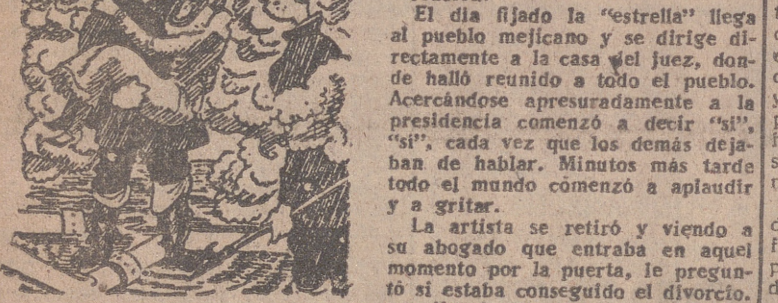 El dia fijado la "estrella" llega
al pueblo mejicano y se dirige di-
rectamente a la casa del juez, don-
de halló reunido a todo el pueblo.
Acercándose apresuradamente a la
presidencia comenzó a decir "si",
"si", cada vez que los demás deja-
ban de hablar. Minutos más tarde
todo el mundo comenzó a aplaudir
y a gritar.
La artista se retiró y viendo a
su abogado que entraba en aquel
momento por la puerta, le pregun-
tó si estaba conseguido el divorcio.